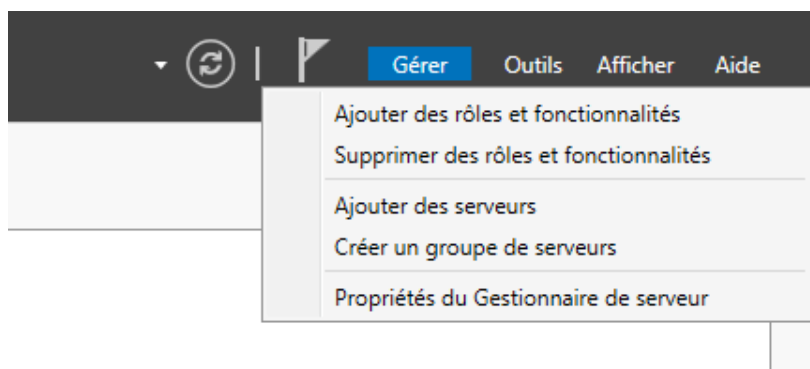 Gérer Outils Afficher Aide
Ajouter des rôles et fonctionnalités
Supprimer des rôles et fonctionnalités
Ajouter des serveurs
Créer un groupe de serveurs
Propriétés du Gestionnaire de serveur